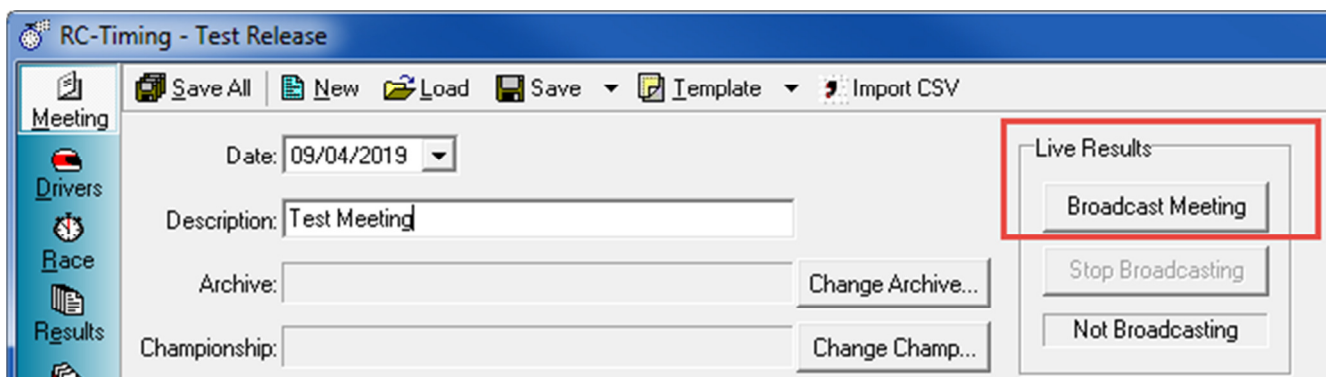 RC-Timing - Test Release
Meeting
Save All New Load Save Template Import CSV
Drivers
Race
Results
Date: 09/04/2019
Description: Test Meeting
Archive: Change Archive...
Championship: Change Champ...
Live Results
Broadcast Meeting
Stop Broadcasting
Not Broadcasting